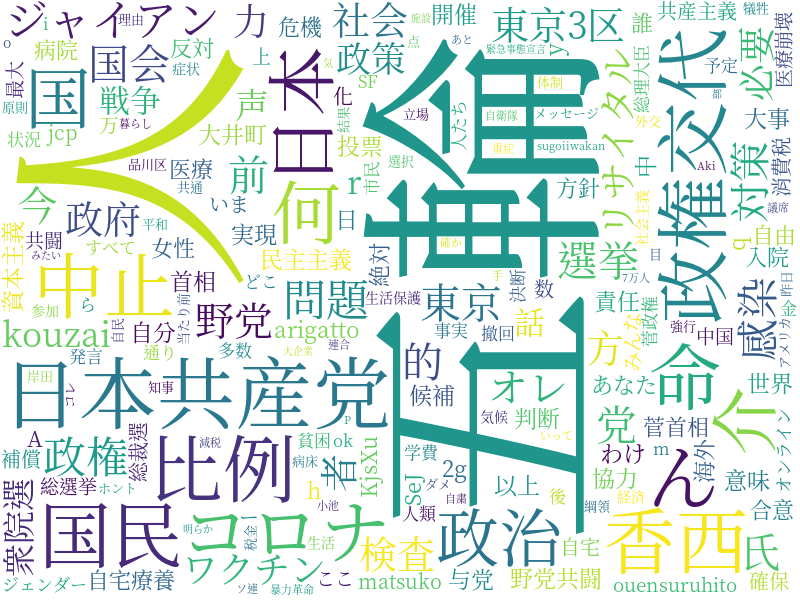 ジャイアン
力
危機
社会
開催
東京3区
誰
共産主義
犠牲
i
理由
施設
あと
緊急事態宣言
点
y
医療崩壊
o
最大
病院
国会
反対
上
症状
政策
SF
気
体制
リサイタル
総理大臣
予定
必要
原則
国
戦争
声
化
立場
人たち
自衛隊
メッセージ
外交
都
人
五輪
日本
政権交代
状況
jcp
万
暮らし
大井町
投票
結果
重症
sugoiiwakan
大事
消費税
品川区
共通
医療
前
市民
選択
r
方針
中
対策
Aki
議席
今
いま
何
日
絶対
確か
選挙
社会主義
q
自由
資本主義
政府
平和
実現
民主主義
手
決断
目
7万人
入院
共闘
みたい
すべて
女性
どこ
生活保護
数
責任
みんな
菅政権
感染
昨日
金
アメリカ
中止
首相
問題
東京
話
強行
中国
kouzai
参加
ら
自民
当たり前
自分
野党
arigatto
事実
撤回
方
命
介
世界
オンライン
発言
通り
多数
大企業
連合
的
オレ
あなた
日本共産党
岸田
コレ
知事
候補
気候
判断
党
菅首相
補償
A
政権
総裁選
比例
減税
貧困
ok
者
P
いって
わけ
m
海外
ん
意味
総選挙
ホント
病床
KjsXu
学費
SeJ
ダメ
2g
以上
後
協力
綱領
経済
合意
衆院選
国民
コロナ
h
小池
人類
自粛
政治
香西
氏
明らか
税金
一
ワクチン
生活
ここ
検査
自宅
ジェンダー
自宅療養
ソ連
暴力革命
matsuko
与党
野党共闘
ouensuruhito
確保